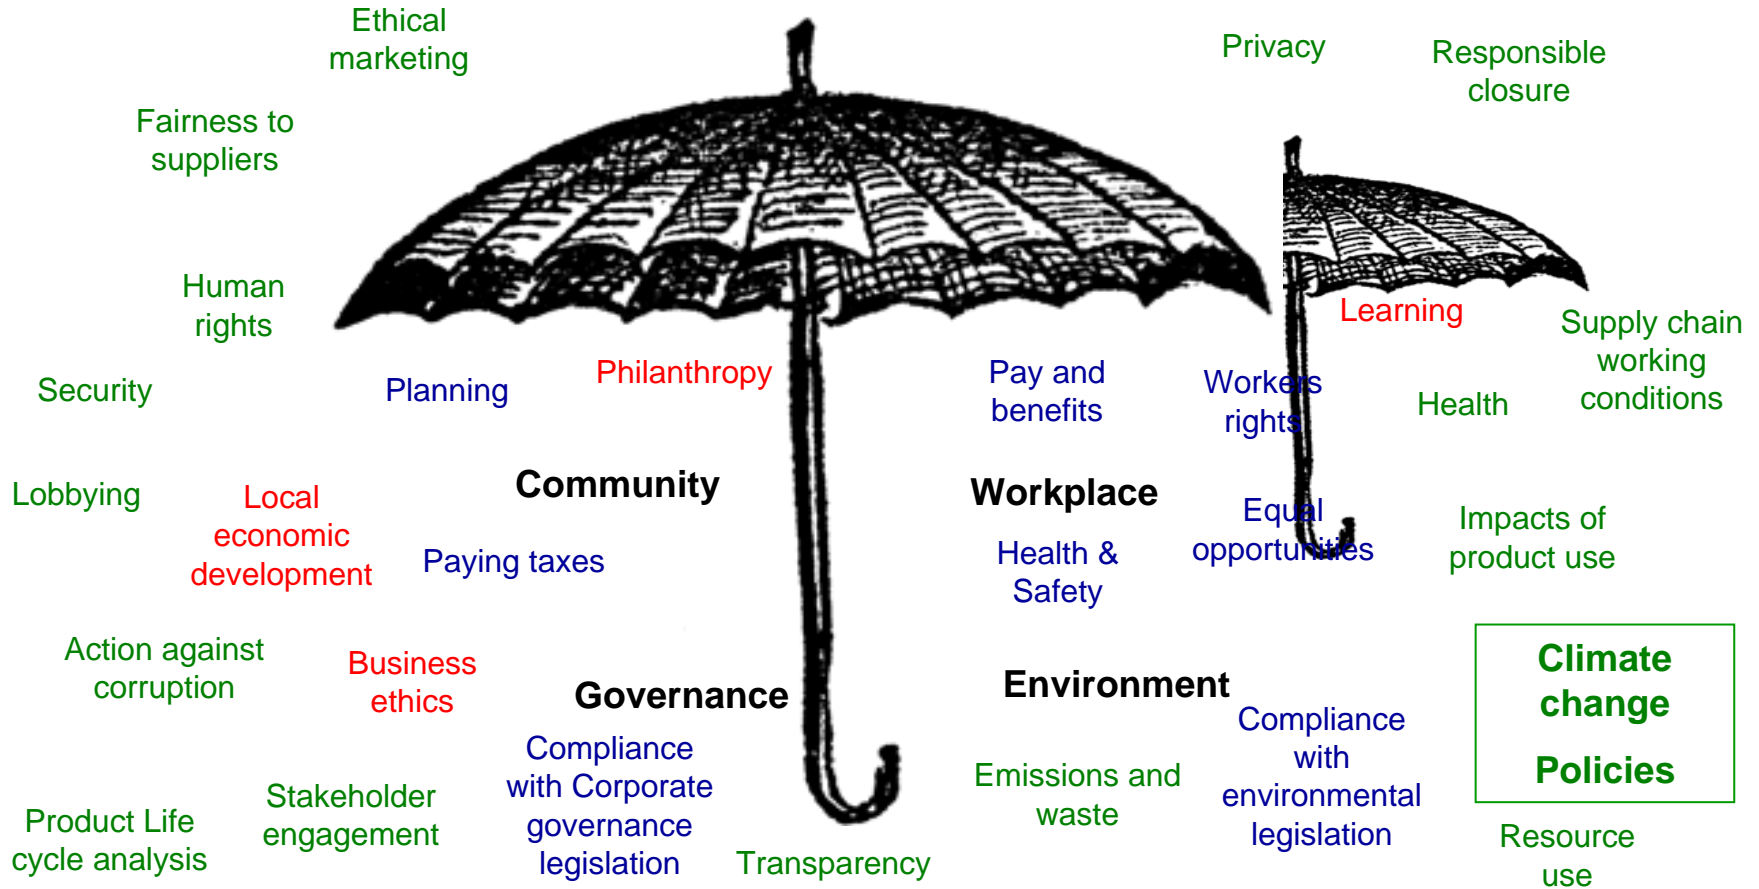 Ethical
marketing
Privacy
Responsible
closure
Fairness to
suppliers
Human
rights
Learning
Supply chain
working
conditions
Security
Planning
Philanthropy
Pay and
benefits
Workers
rights
Health
Lobbying
Local
economic
development
Community
Workplace
Equal
opportunities
Impacts of
product use
Paying taxes
Health &
Safety
Action against
corruption
Business
ethics
Governance
Environment
Climate
change
Policies
Compliance
with Corporate
governance
legislation
Emissions and
waste
Compliance
with
environmental
legislation
Product Life
cycle analysis
Stakeholder
engagement
Transparency
Resource
use